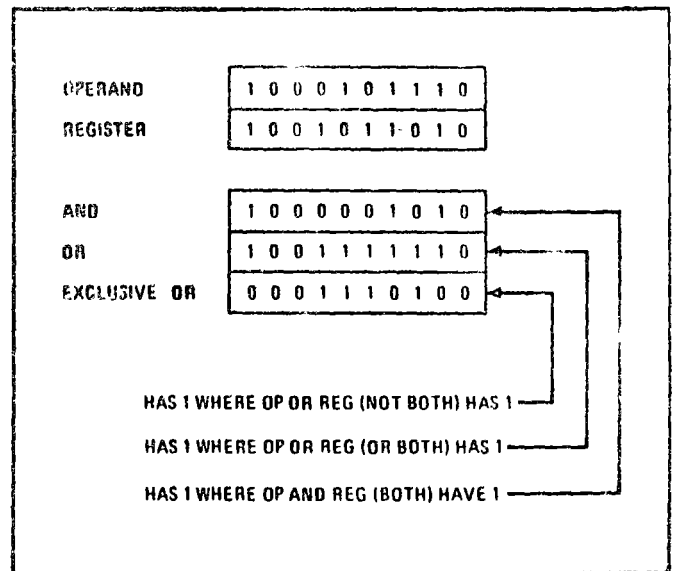 OPERAND 1 0 0 0 1 0 1 1 1 0
REGISTER 1 0 0 1 0 1 1 0 1 0
AND 1 0 0 0 0 0 1 0 1 0
OR 1 0 0 1 1 1 1 1 1 0
EXCLUSIVE OR 0 0 0 1 1 1 0 1 0 0
HAS 1 WHERE OP OR REG (NOT BOTH) HAS 1
HAS 1 WHERE OP OR REG (OR BOTH) HAS 1
HAS 1 WHERE OP AND REG (BOTH) HAVE 1